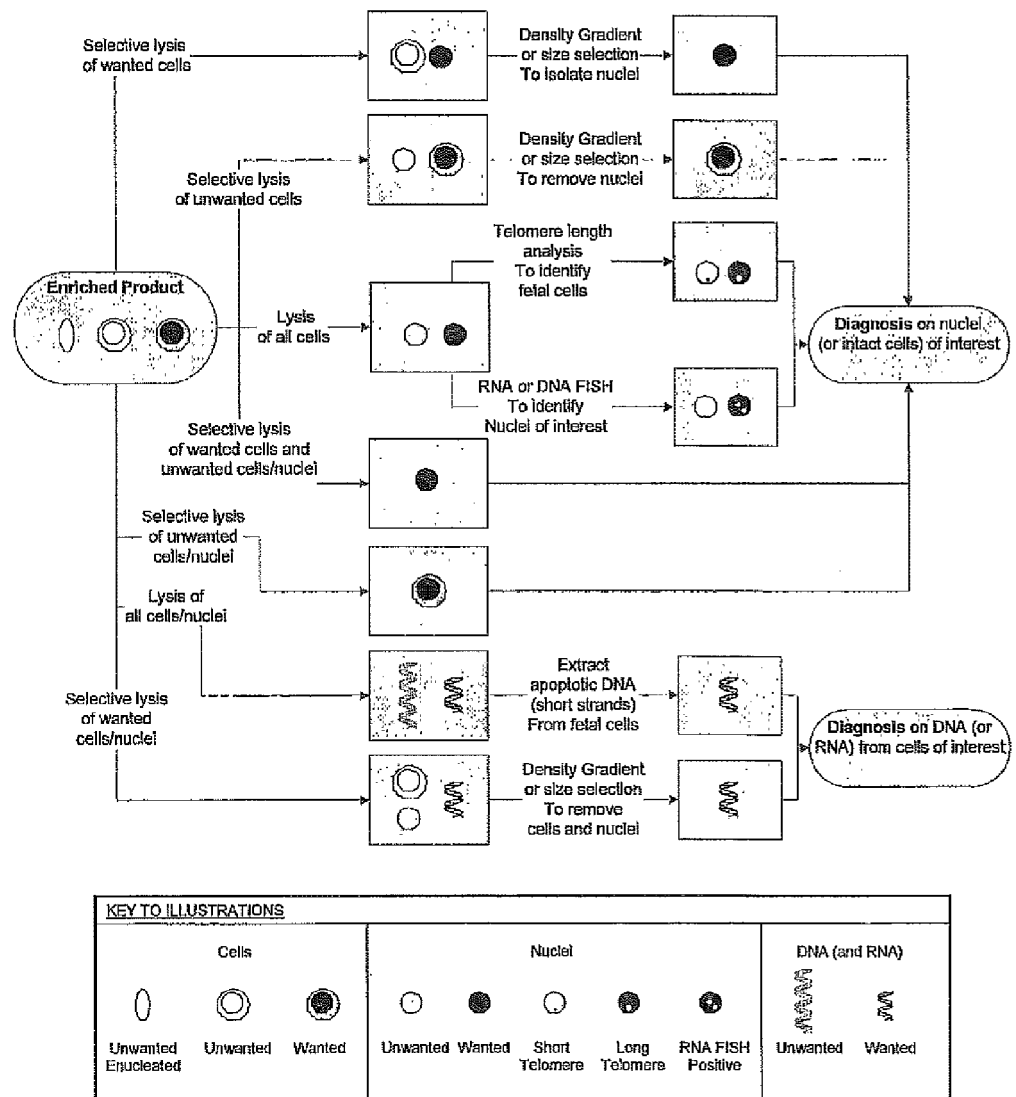 Selective lysis
of wanted cells
Density Gradient
or size selection
To isolate nuclei
Selective lysis
of unwanted cells
Density Gradient
or size selection
To remove nuclei
Telomere length
analysis
To identify
fetal cells
Enriched Product
Lysis
of all cells
Diagnosis on nuclei
(or intact cells) of interest
RNA or DNA FISH
To identify
Nuclei of interest
Selective lysis
of wanted cells and
unwanted cells/nuclei
Selective lysis
of unwanted
cells/nuclei
Lysis of
all cells/nuclei
Selective lysis
of wanted
cells/nuclei
Extract
apoptotic DNA
(short strands)
From fetal cells
Diagnosis on DNA (or
RNA) from cells of interest
Density Gradient
or size selection
To remove
cells and nuclei
KEY TO ILLUSTRATIONS
Cells
Unwanted
Enucleated
Unwanted
Wanted
Nuclei
Unwanted
Wanted
Short
Telomere
Long
Telomere
RNA FISH
Positive
DNA (and RNA)
Unwanted
Wanted